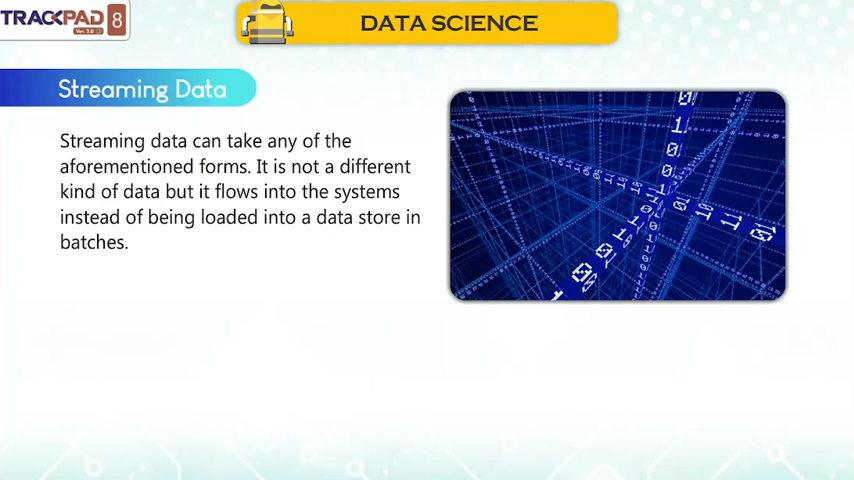 TRACKPAD 8
Ver. 3.0
DATA SCIENCE
Streaming Data
Streaming data can take any of the
aforementioned forms. It is not a different
kind of data but it flows into the systems
instead of being loaded into a data store in
batches.